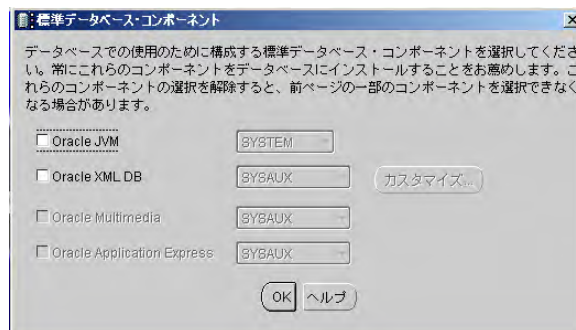 標準データベース・コンポーネント
データベースでの使用のために構成する標準データベース・コンポーネントを選択してくださ
い。常にこれらのコンポーネントをデータベースにインストールすることをお薦めします。こ
れらのコンポーネントの選択を解除すると、前ページの一部のコンポーネントを選択できなく
なる場合があります。
Oracle JVM SYSTEM
Oracle XML DB SYSAUX カスタマイズ...
Oracle Multimedia SYSAUX
Oracle Application Express SYSAUX
OK ヘルプ